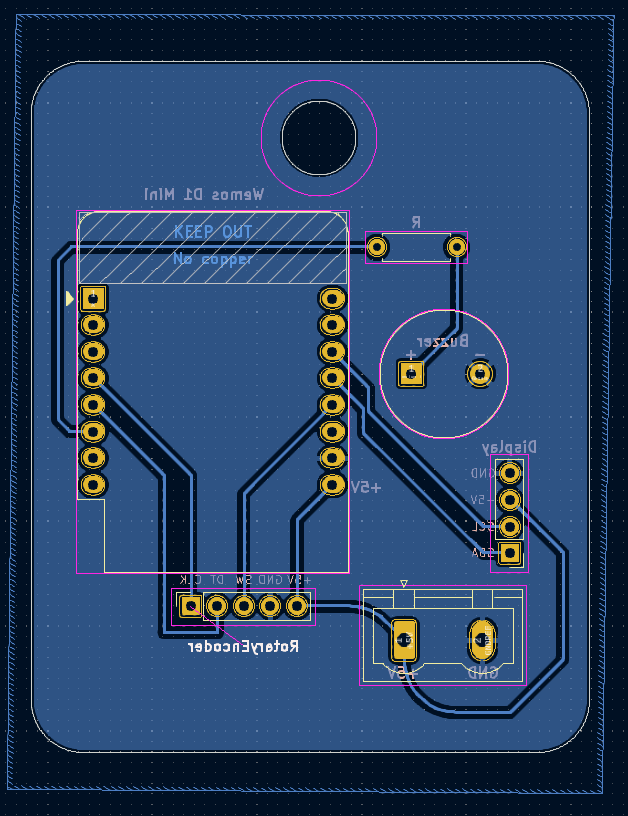 Wemos D1 Mini
KEEP OUT
No copper
R
Buzzer
+ -
Display
GND
+5V
SCL
SDA
+5V
CLK DT SW GND +5V
RotaryEncoder
+5V GND